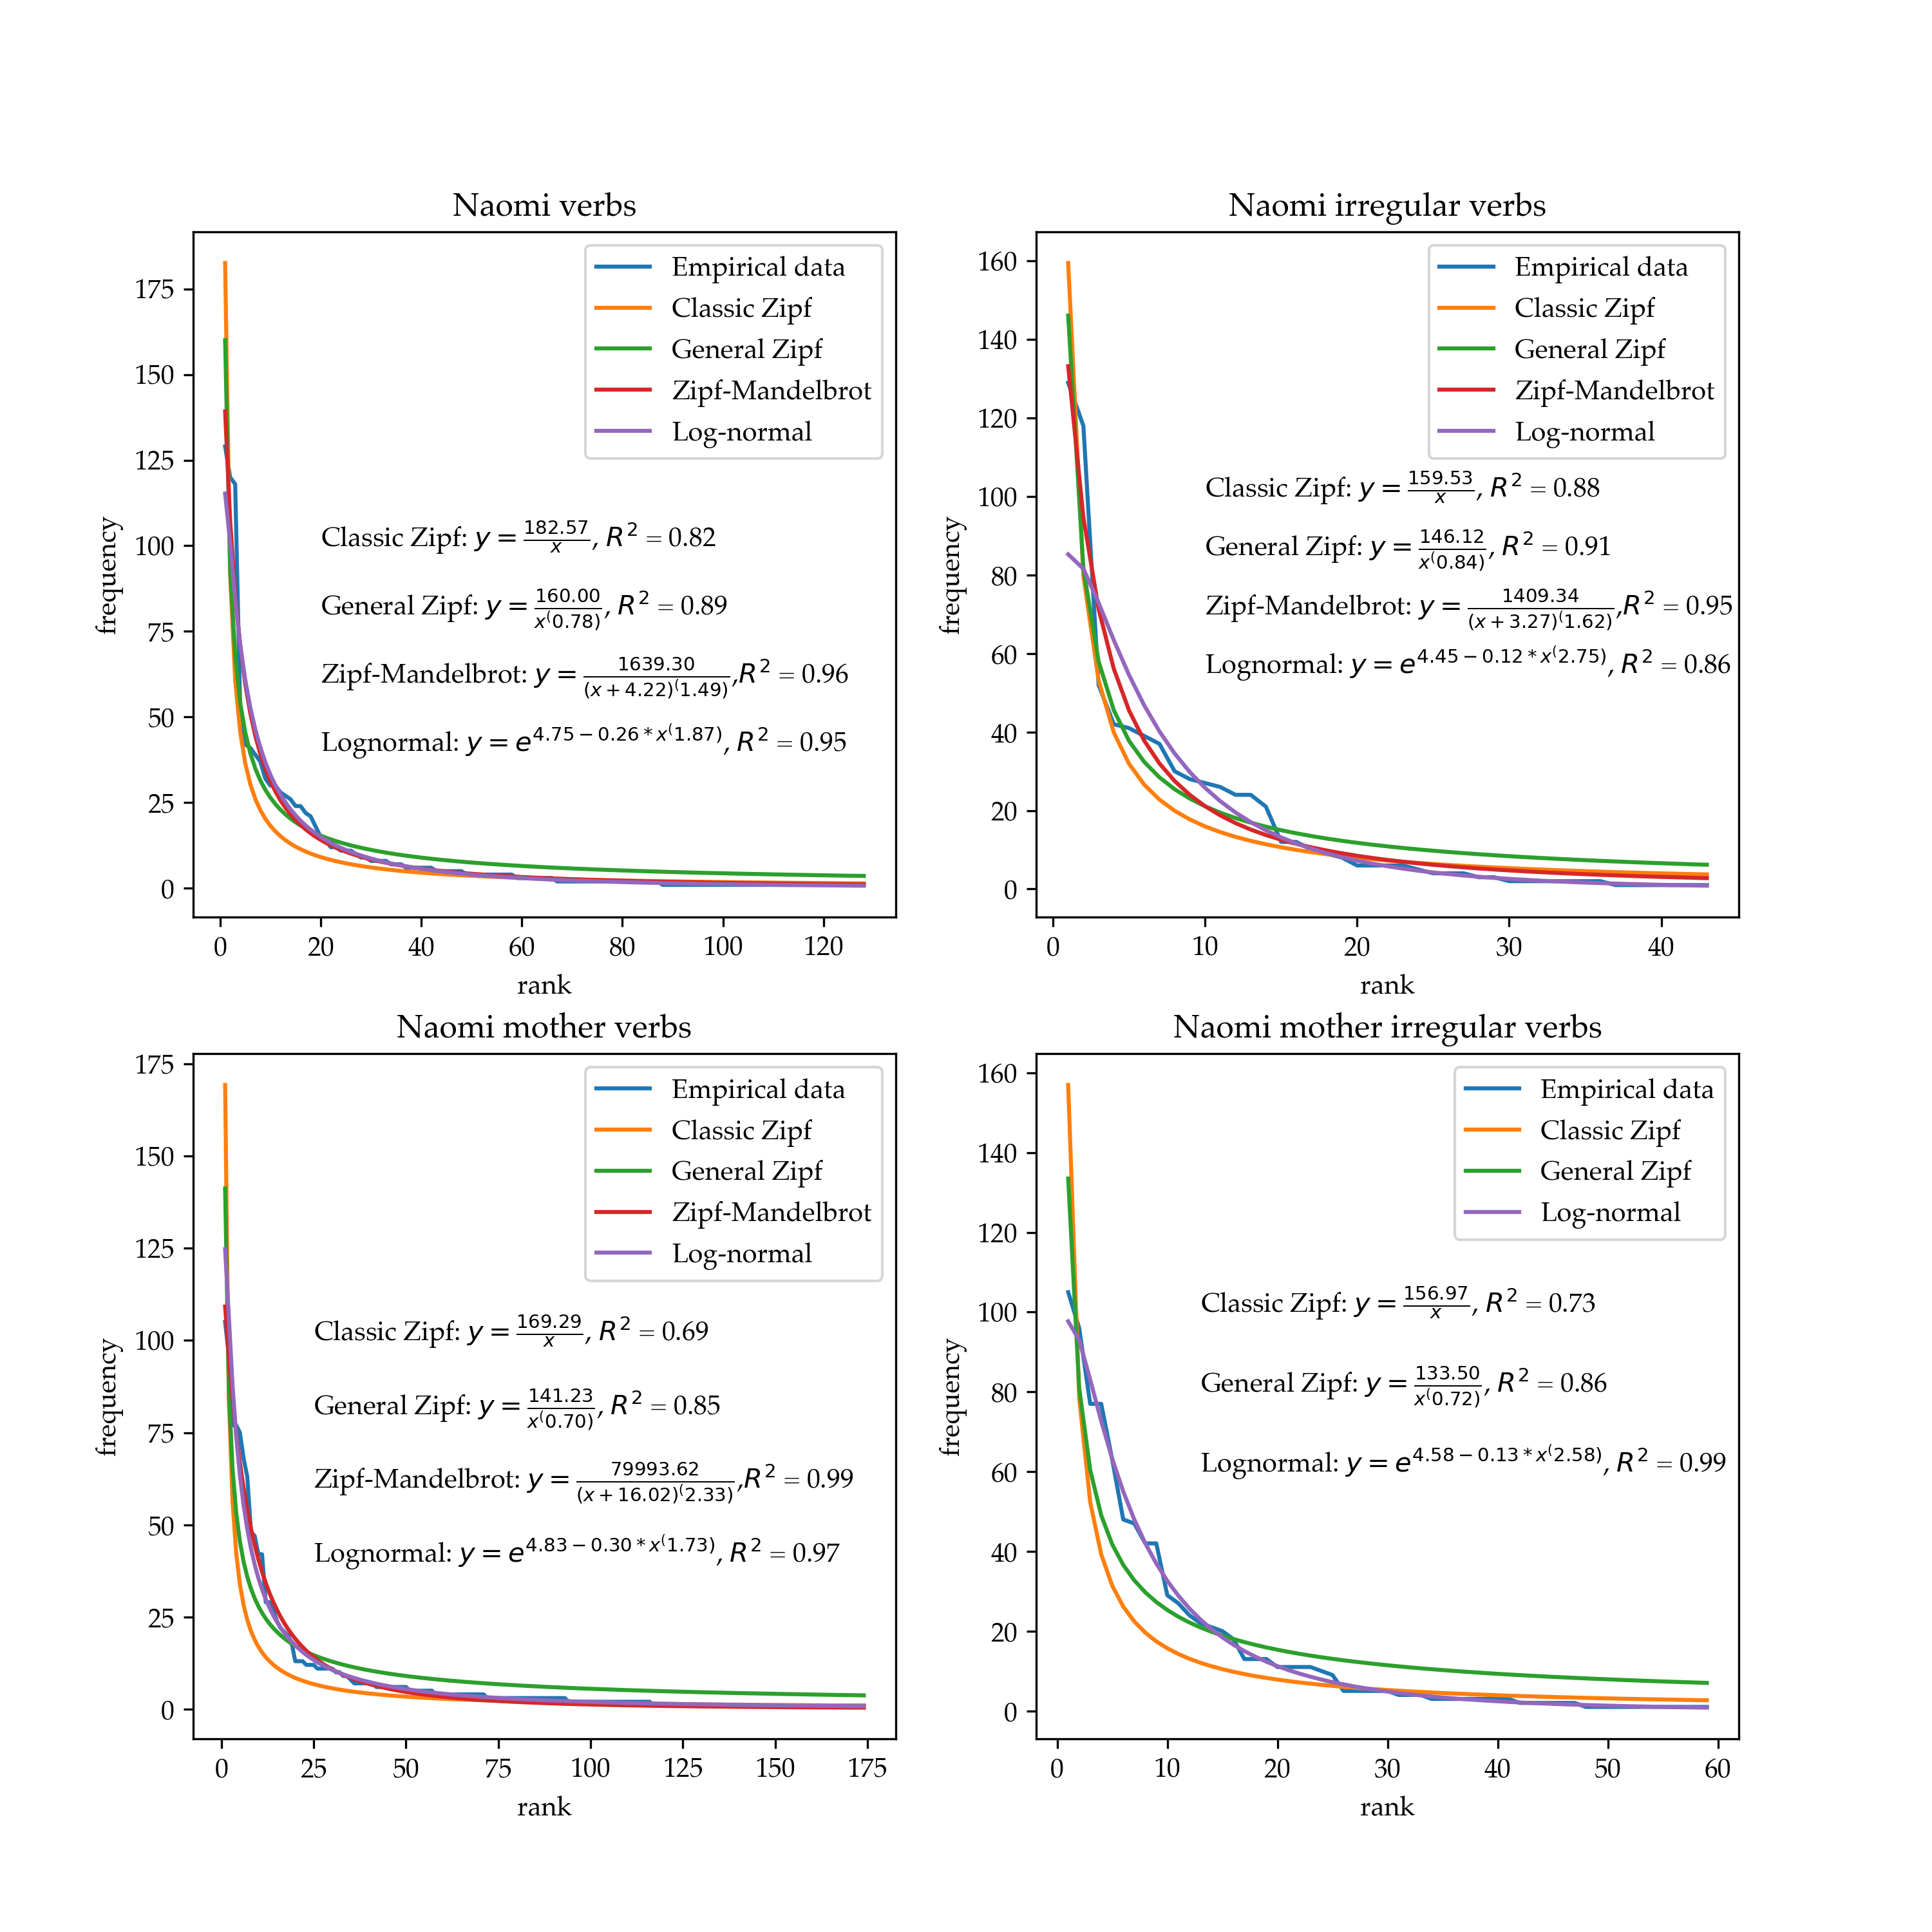 Naomi verbs
175
150
125
100
75
50
25
0
frequency
Empirical data
Classic Zipf
General Zipf
Zipf-Mandelbrot
Log-normal
Classic Zipf: y = 182.57/x, R² = 0.82
General Zipf: y = 160.00/x⁽0.78), R² = 0.89
Zipf-Mandelbrot: y = 1639.30/(x + 4.22)⁽1.49),R² = 0.96
Lognormal: y = e^4.75 − 0.26 * x⁽1.87), R² = 0.95
0 20 40 60 80 100 120
rank
Naomi irregular verbs
160
140
120
100
80
60
40
20
0
frequency
Empirical data
Classic Zipf
General Zipf
Zipf-Mandelbrot
Log-normal
Classic Zipf: y = 159.53/x, R² = 0.88
General Zipf: y = 146.12/x⁽0.84), R² = 0.91
Zipf-Mandelbrot: y = 1409.34/(x + 3.27)⁽1.62),R² = 0.95
Lognormal: y = e^4.45 − 0.12 * x⁽2.75), R² = 0.86
0 10 20 30 40
rank
Naomi mother verbs
175
150
125
100
75
50
25
0
frequency
Empirical data
Classic Zipf
General Zipf
Zipf-Mandelbrot
Log-normal
Classic Zipf: y = 169.29/x, R² = 0.69
General Zipf: y = 141.23/x⁽0.70), R² = 0.85
Zipf-Mandelbrot: y = 79993.62/(x + 16.02)⁽2.33),R² = 0.99
Lognormal: y = e^4.83 − 0.30 * x⁽1.73), R² = 0.97
0 25 50 75 100 125 150 175
rank
Naomi mother irregular verbs
160
140
120
100
80
60
40
20
0
frequency
Empirical data
Classic Zipf
General Zipf
Log-normal
Classic Zipf: y = 156.97/x, R² = 0.73
General Zipf: y = 133.50/x⁽0.72), R² = 0.86
Lognormal: y = e^4.58 − 0.13 * x⁽2.58), R² = 0.99
0 10 20 30 40 50 60
rank